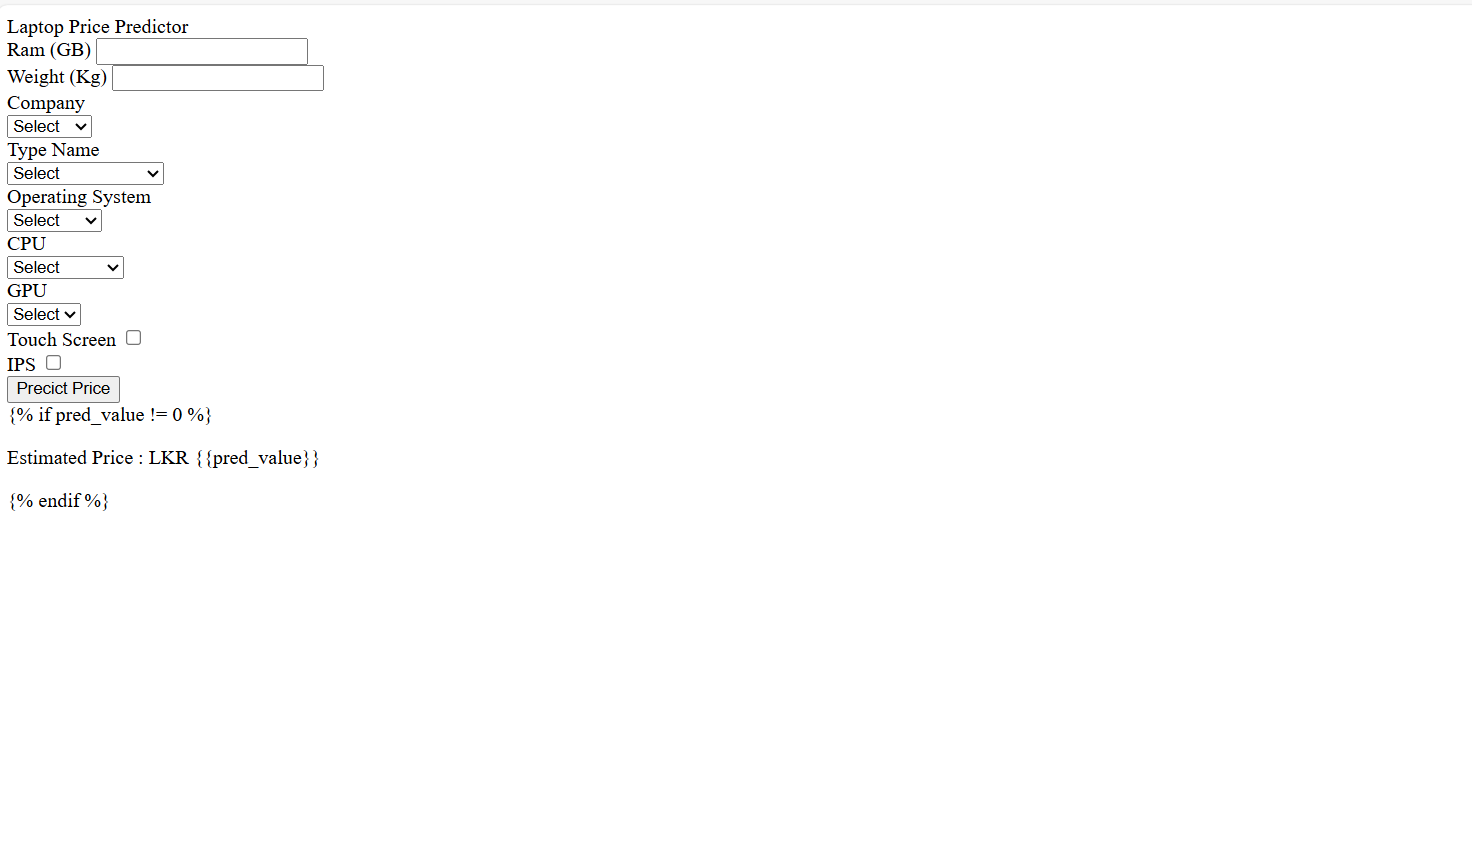 Laptop Price Predictor
Ram (GB)
Weight (Kg)
Company
Select
Type Name
Select
Operating System
Select
CPU
Select
GPU
Select
Touch Screen
IPS
Precict Price
{% if pred_value != 0 %}
Estimated Price : LKR {{pred_value}}
{% endif %}